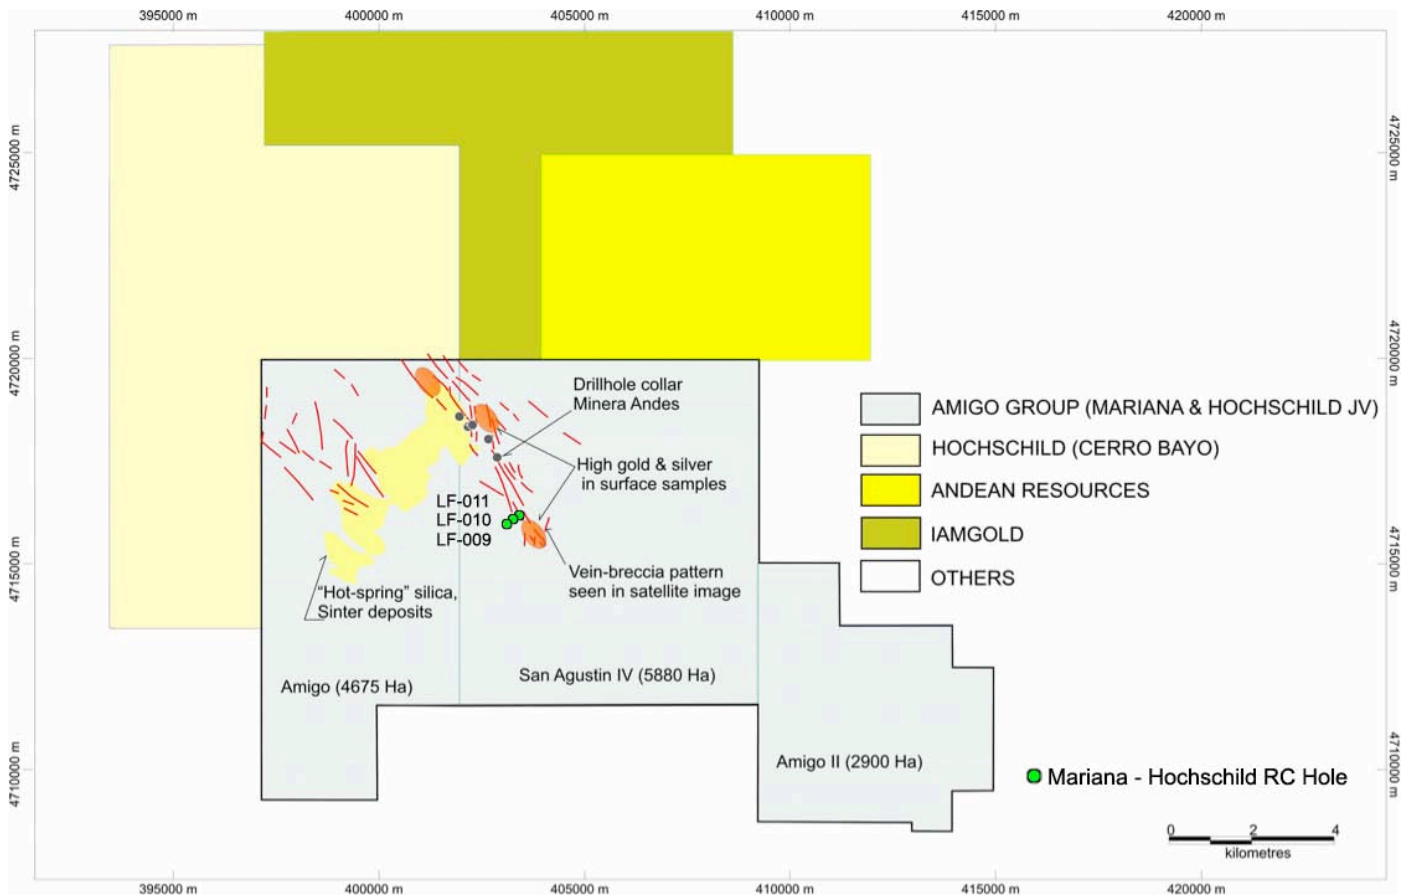 395000 m
400000 m
405000 m
410000 m
415000 m
420000 m
4725000 m
4725000 m
4720000 m
4720000 m
4715000 m
4715000 m
4710000 m
4710000 m
Drillhole collar
Minera Andes
High gold & silver
in surface samples
LF-011
LF-010
LF-009
Vein-breccia pattern
seen in satellite image
"Hot-spring" silica,
Sinter deposits
Amigo (4675 Ha)
San Agustin IV (5880 Ha)
Amigo II (2900 Ha)
AMIGO GROUP (MARIANA & HOCHSCHILD JV)
HOCHSCHILD (CERRO BAYO)
ANDEAN RESOURCES
IAMGOLD
OTHERS
Mariana - Hochschild RC Hole
0 2 4
kilometres
395000 m
400000 m
405000 m
410000 m
415000 m
420000 m